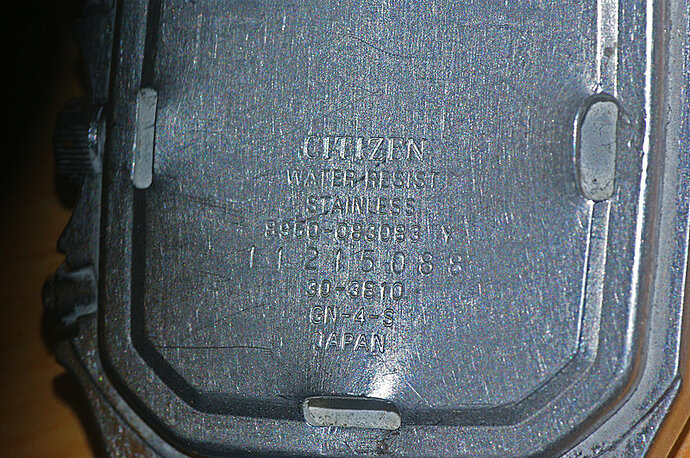 CITIZEN
WATER RESIST
STAINLESS
8950-083083 Y
11215088
30-3810
GN-4-S
JAPAN